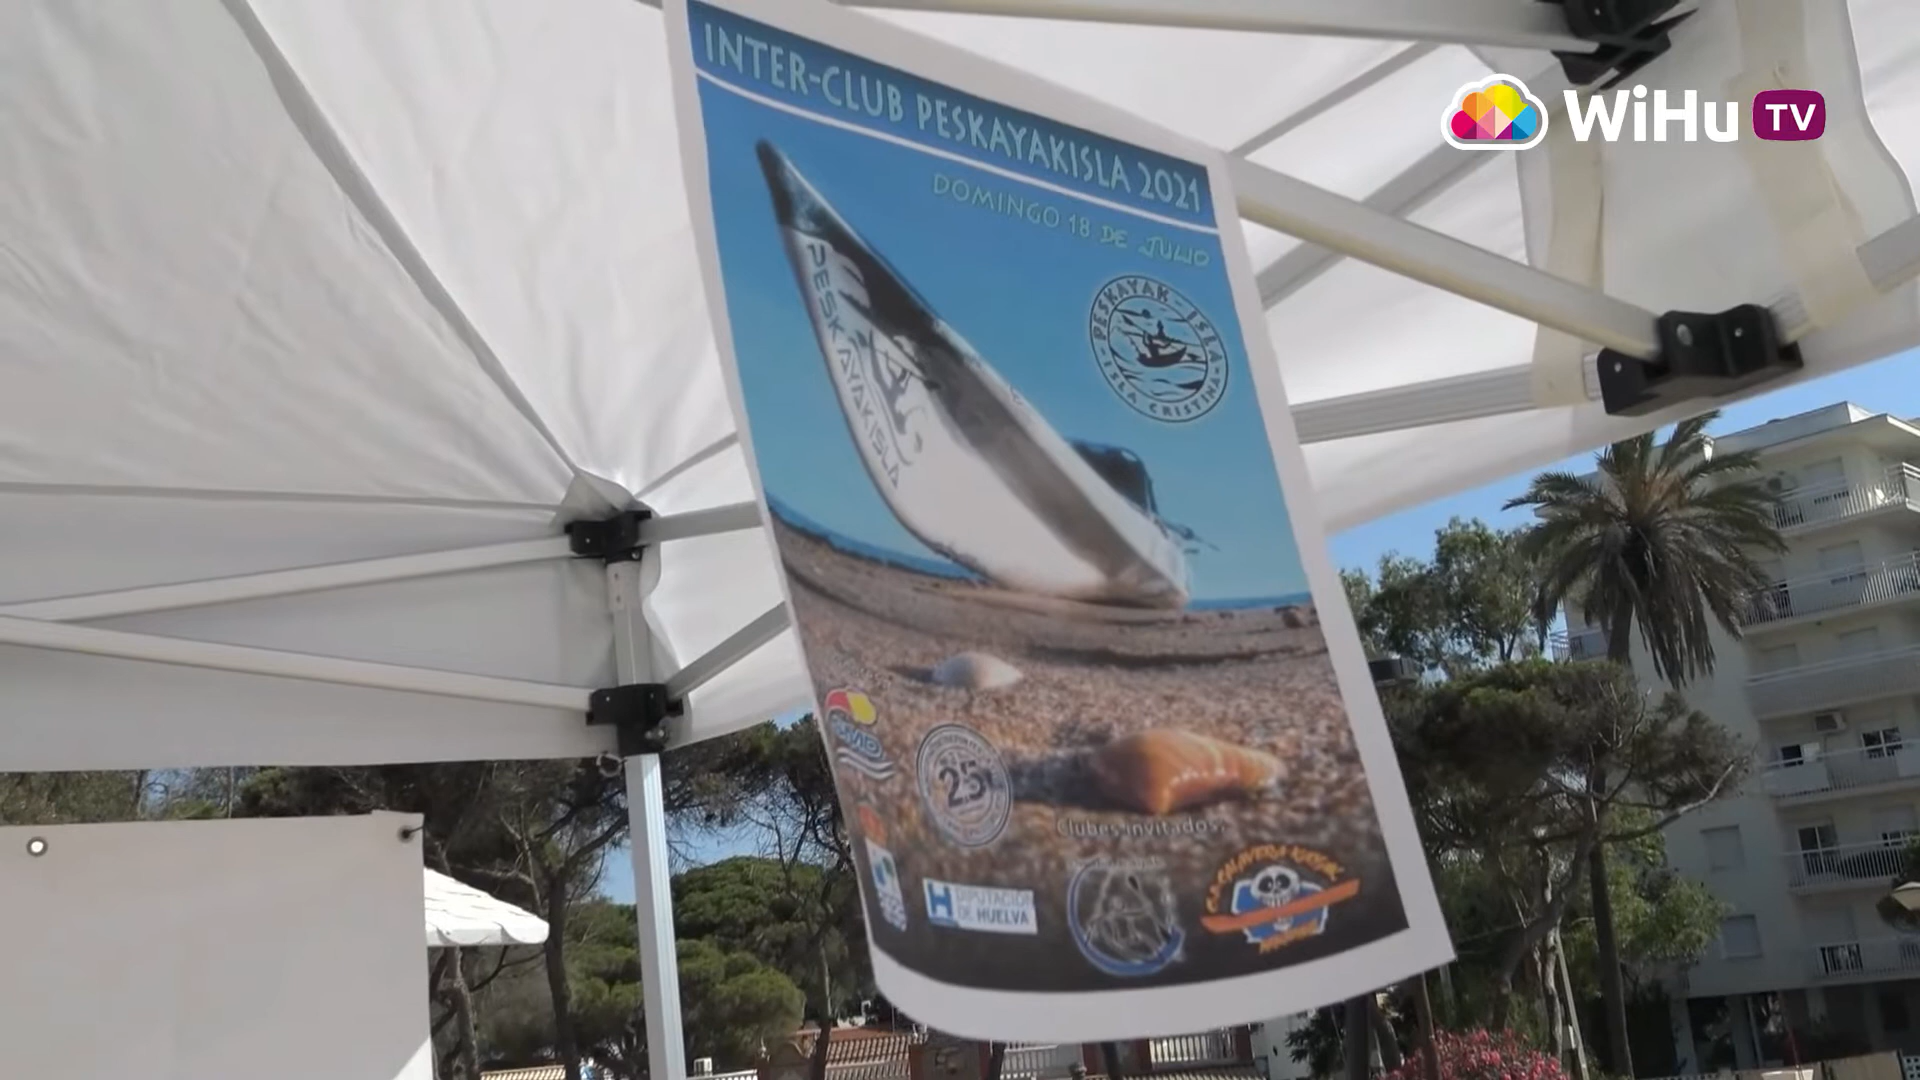 WiHu TV
INTER-CLUB PESKAYAKISLA 2021
DOMINGO 18 DE JULIO
PESKAYAKISLA
PESKAYAK-ISLA
-ISLA CRISTINA-
25
Clubes invitados:
DIPUTACIÓN
DE HUELVA